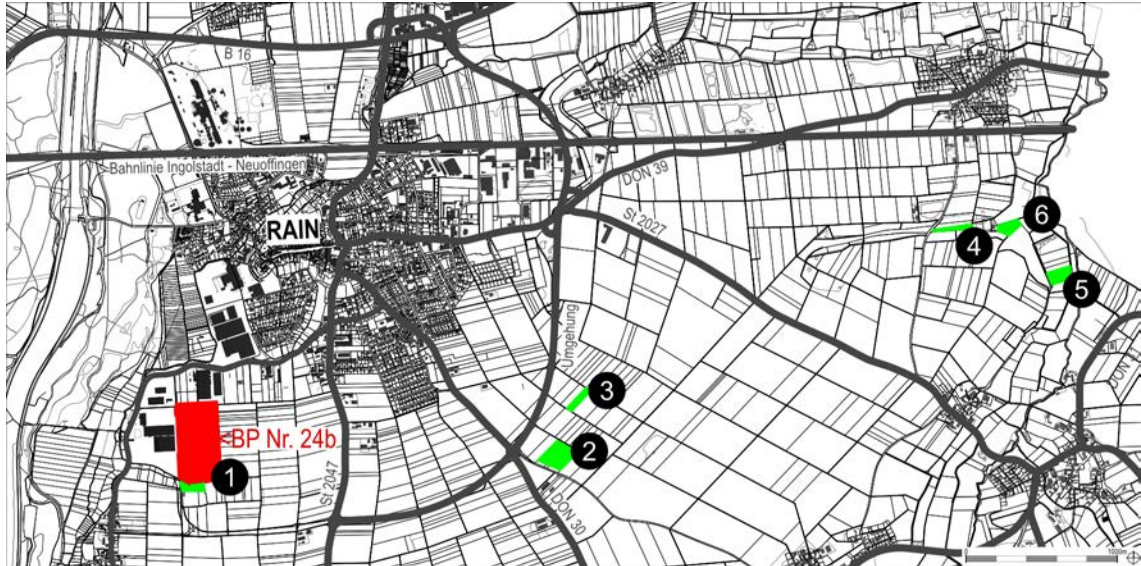 B 16
Bahnlinie Ingolstadt - Neuoffingen
RAIN
DON 39
St 2027
6
4
5
Umgehung
3
2
<BP Nr. 24b
1
St 2047
DON 30
0
1000m